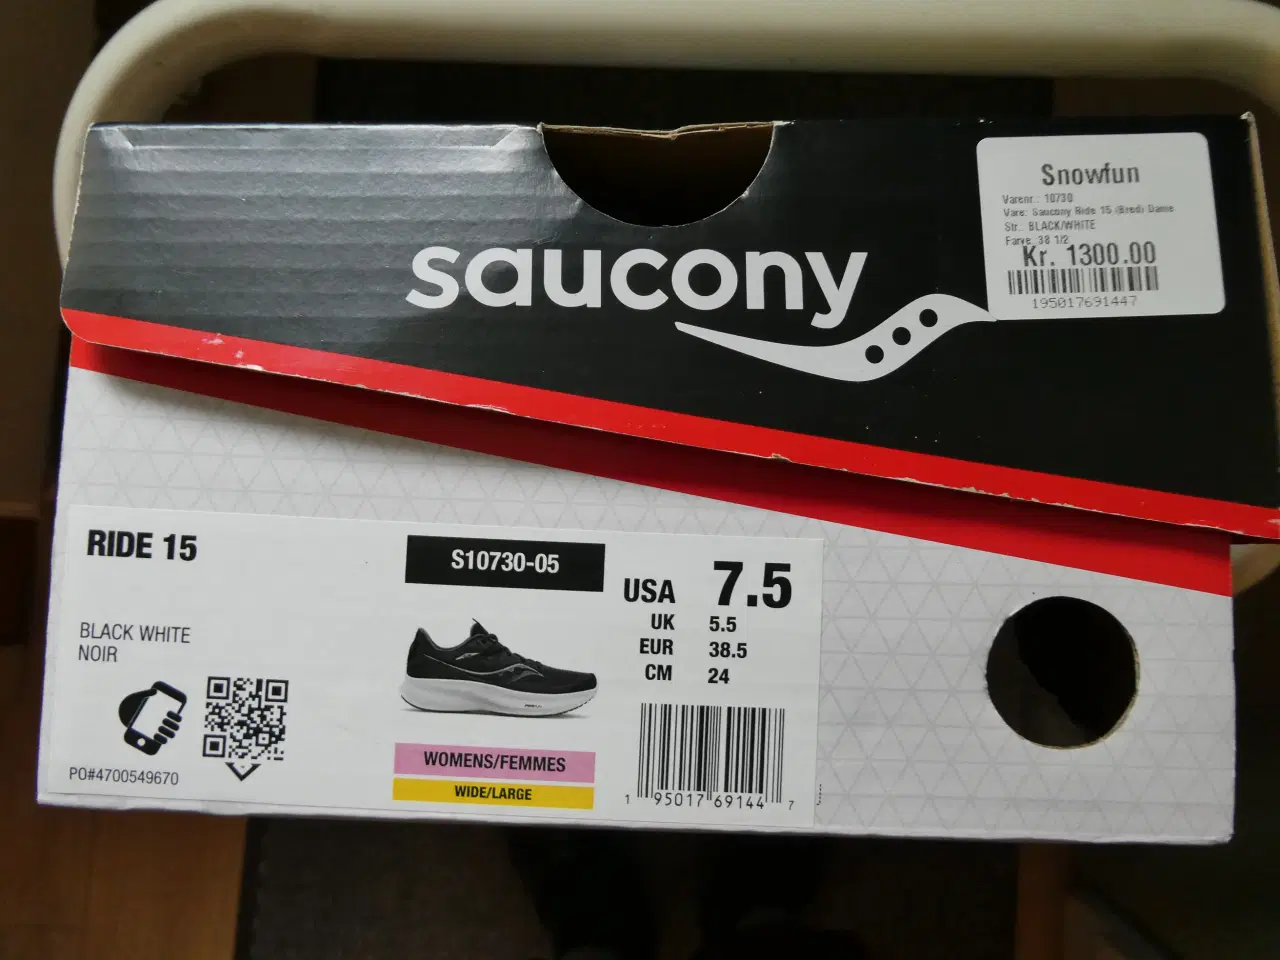 saucony
Snowfun
Varenr.: 10730
Vare: Saucony Ride 15 (Bred) Dame
Str.: BLACK/WHITE
Farve: 38 1/2
Kr. 1300.00
195017691447
RIDE 15
BLACK WHITE
NOIR
PO#4700549670
S10730-05
WOMENS/FEMMES
WIDE/LARGE
USA 7.5
UK 5.5
EUR 38.5
CM 24
1 95017 69144 7